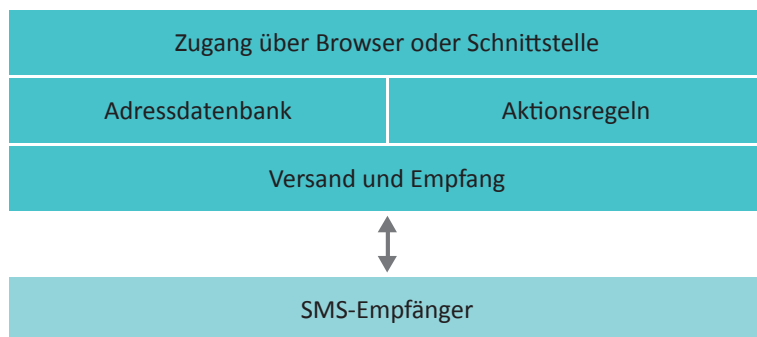 Zugang über Browser oder Schnittstelle
Adressdatenbank
Aktionsregeln
Versand und Empfang
SMS-Empfänger